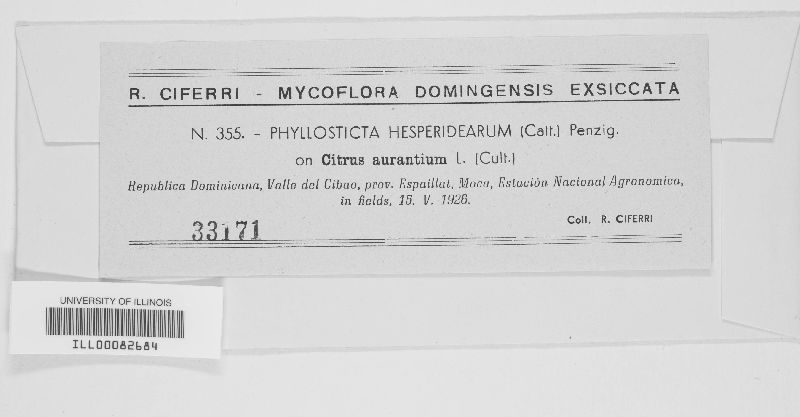 R. CIFERRI - MYCOFLORA DOMINGENSIS EXSICCATA
N. 355. - PHYLLOSTICTA HESPERIDEARUM (Catt.) Penzig.
on Citrus aurantium L. (Cult.)
Republica Dominicana, Valle del Cibao, prov. Espaillat, Moca, Estación Nacional Agronomica,
in fields, 15. V. 1926.
Coll. R. CIFERRI
33171
UNIVERSITY OF ILLINOIS
ILL00082684